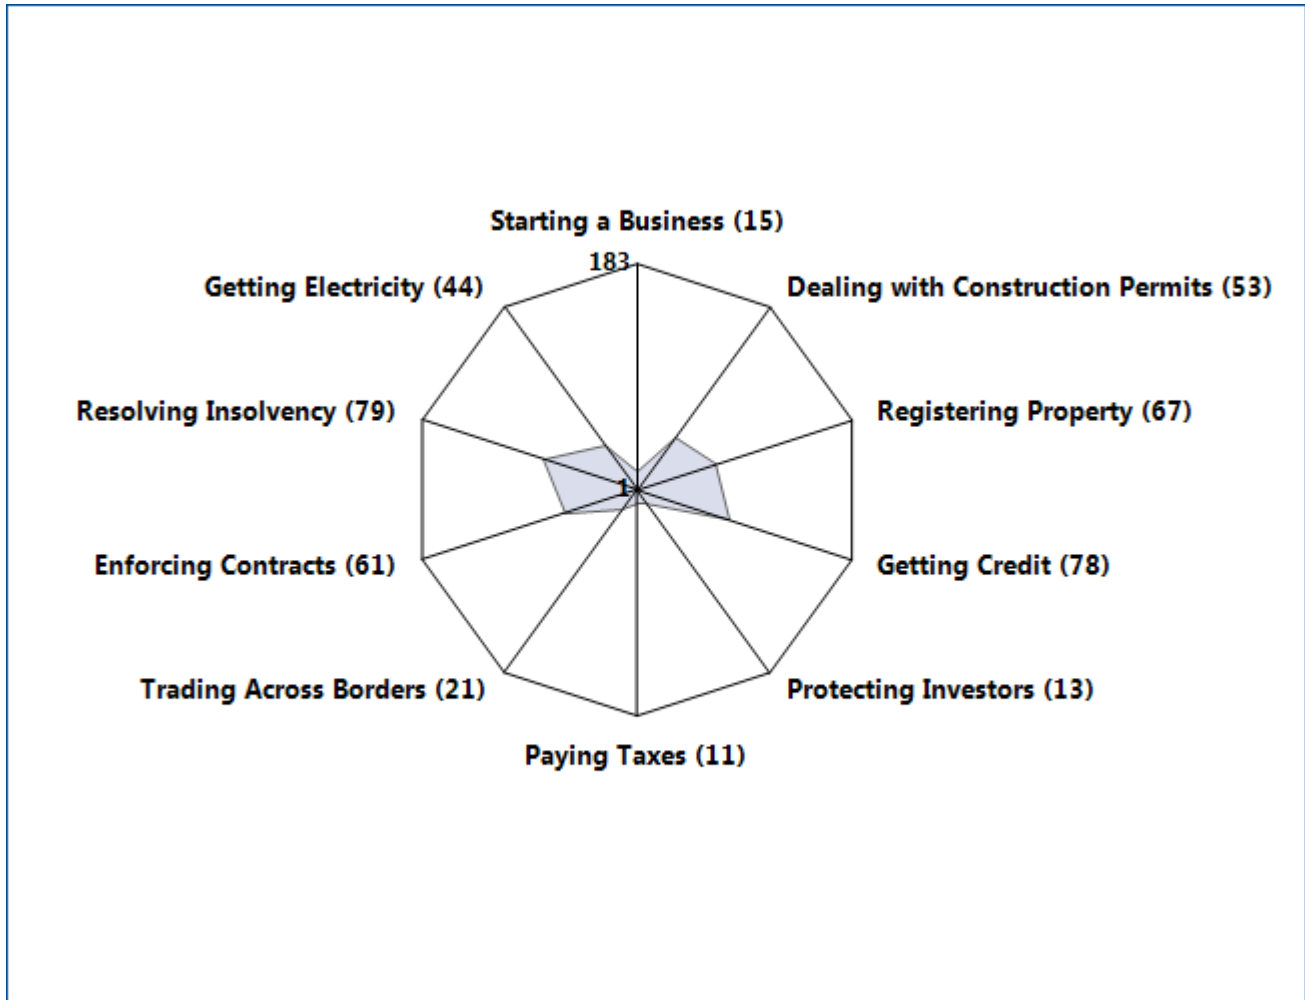 Starting a Business (15)
183
Getting Electricity (44)
Dealing with Construction Permits (53)
Resolving Insolvency (79)
Registering Property (67)
1
Enforcing Contracts (61)
Getting Credit (78)
Trading Across Borders (21)
Protecting Investors (13)
Paying Taxes (11)